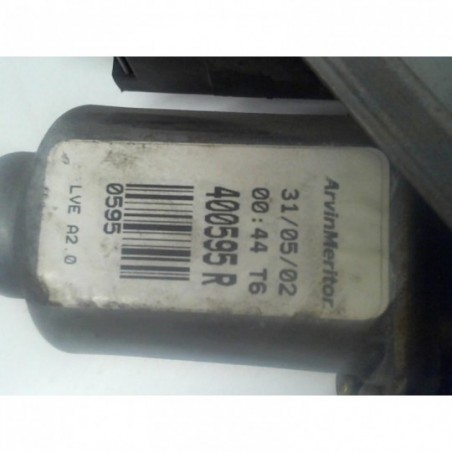 ArvinMeritor
31/05/02
00:44 T6
400595 R
0595
" LVE A2.0 "